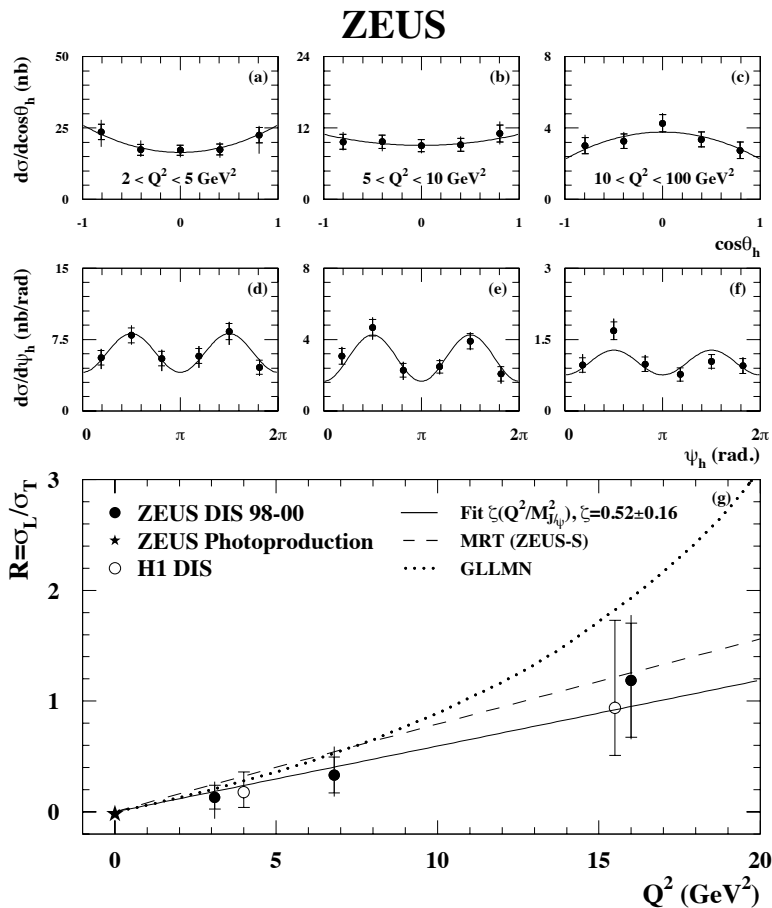 ZEUS
dσ/dcosθh (nb)
50
25
0
(a)
2 < Q² < 5 GeV²
-1 0 1
24
12
0
(b)
5 < Q² < 10 GeV²
-1 0 1
8
4
0
(c)
10 < Q² < 100 GeV²
-1 0 1
cosθh
dσ/dψh (nb/rad)
15
7.5
0
(d)
0 π 2π
8
4
0
(e)
0 π 2π
3
1.5
0
(f)
0 π 2π
ψh (rad.)
R=σL/σT
3
2
1
0
(g)
ZEUS DIS 98-00
ZEUS Photoproduction
H1 DIS
Fit ζ(Q²/M²J/ψ), ζ=0.52±0.16
MRT (ZEUS-S)
GLLMN
0 5 10 15 20
Q² (GeV²)